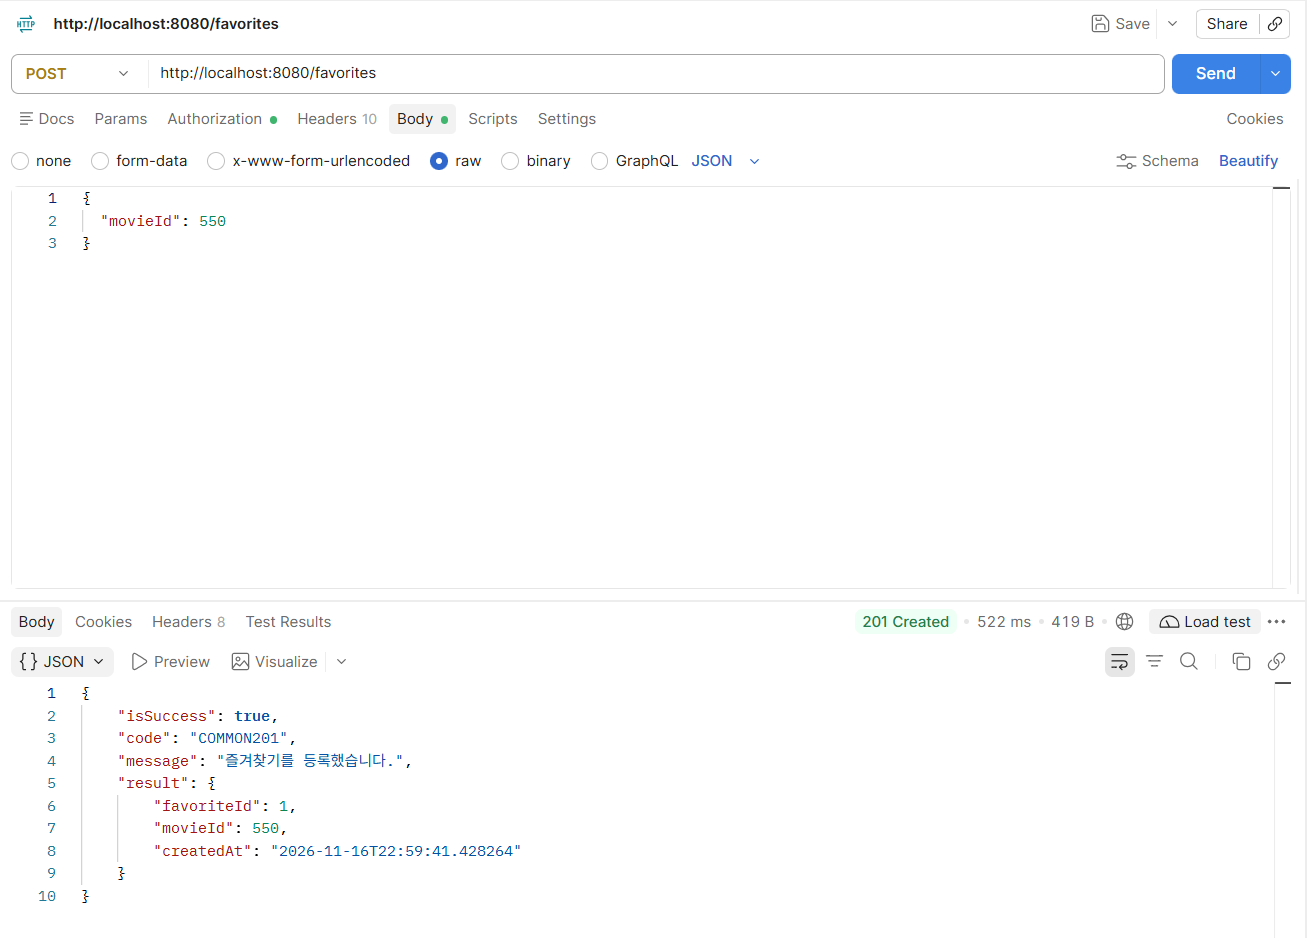 HTTP http://localhost:8080/favorites Save Share
POST http://localhost:8080/favorites Send
Docs Params Authorization Headers 10 Body Scripts Settings Cookies
none form-data x-www-form-urlencoded raw binary GraphQL JSON Schema Beautify
1 {
2 "movieId": 550
3 }
Body Cookies Headers 8 Test Results 201 Created 522 ms 419 B Load test
{} JSON Preview Visualize
1 {
2 "isSuccess": true,
3 "code": "COMMON201",
4 "message": "즐겨찾기를 등록했습니다.",
5 "result": {
6 "favoriteId": 1,
7 "movieId": 550,
8 "createdAt": "2026-11-16T22:59:41.428264"
9 }
10 }